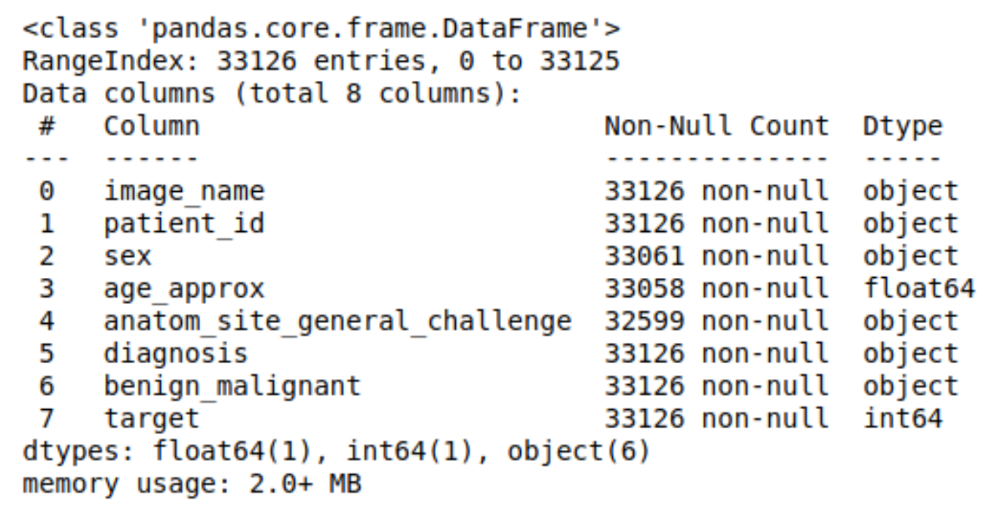 <class 'pandas.core.frame.DataFrame'>
RangeIndex: 33126 entries, 0 to 33125
Data columns (total 8 columns):
 #   Column                         Non-Null Count  Dtype
---  ------                         --------------  -----
 0   image_name                     33126 non-null  object
 1   patient_id                     33126 non-null  object
 2   sex                            33061 non-null  object
 3   age_approx                     33058 non-null  float64
 4   anatom_site_general_challenge  32599 non-null  object
 5   diagnosis                      33126 non-null  object
 6   benign_malignant               33126 non-null  object
 7   target                         33126 non-null  int64
dtypes: float64(1), int64(1), object(6)
memory usage: 2.0+ MB